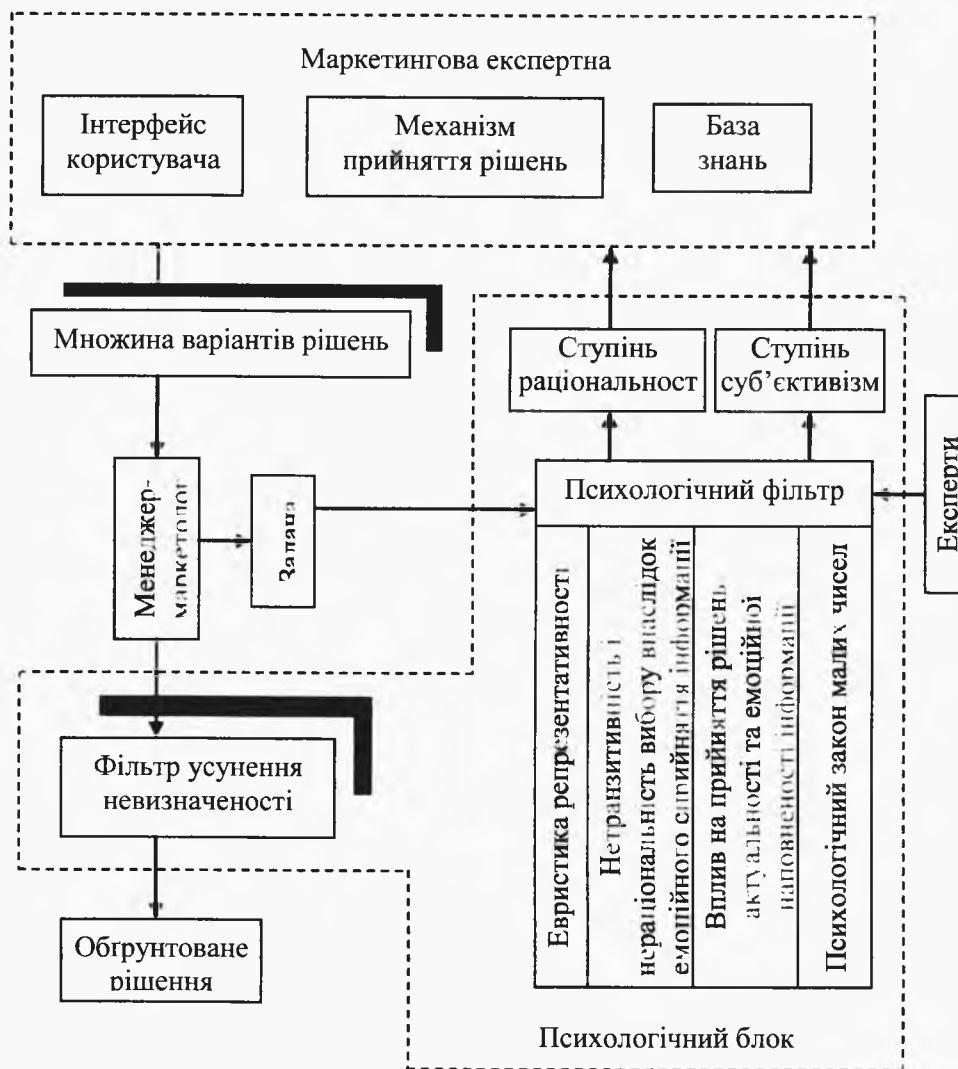 Маркетингова експертна
Інтерфейс
користувача
Механізм
прийняття рішень
База
знань
Множина варіантів рішень
Ступінь
раціональност
Ступінь
суб’єктивізм
Менеджер-
маркетолог
Задача
Психологічний фільтр
Експерти
Евристика репрезентативності
Нетранзитивність і
нераціональність вибору внаслідок
емоційного сприйняття інформації
Вплив на прийняття рішень
актуальності та емоційної
наповненості інформації
Психологічний закон малих чисел
Фільтр усунення
невизначеності
Обґрунтоване
рішення
Психологічний блок